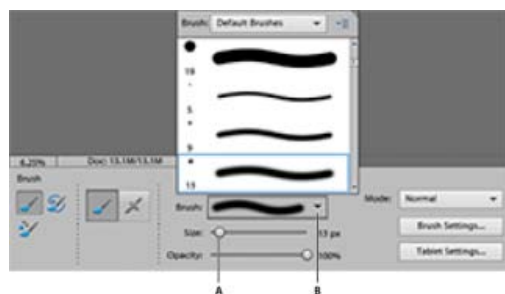 Brush: Default Brushes
19
5
9
13
6.25% Doc: 13.1M/13.1M
Brush
Brush:
Mode: Normal
Size: 13 px
Brush Settings...
Opacity: 100%
Tablet Settings...
A B